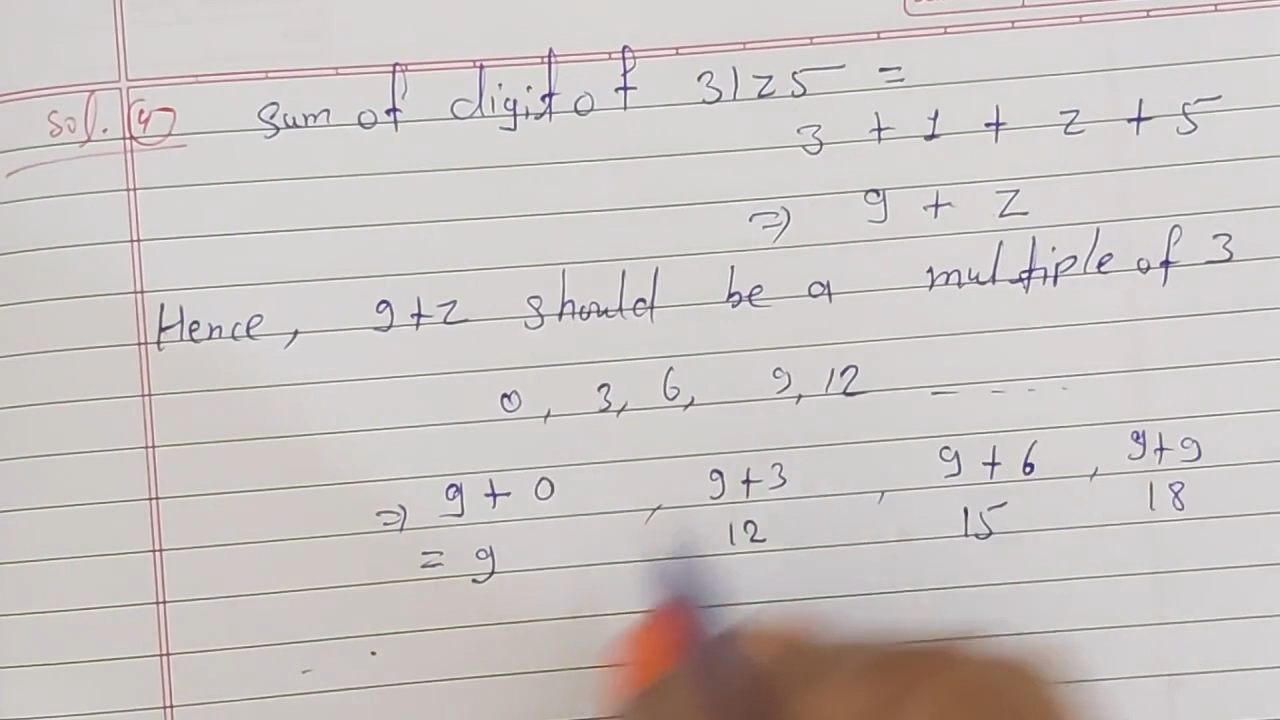 Sol. (4) Sum of digit of 31z5 =
3 + 1 + z + 5
⇒ 9 + z
Hence, 9+z should be a multiple of 3
0, 3, 6, 9, 12 - - - -
⇒ 9 + 0 , 9+3 , 9 + 6 , 9+9
= 9 12 15 18